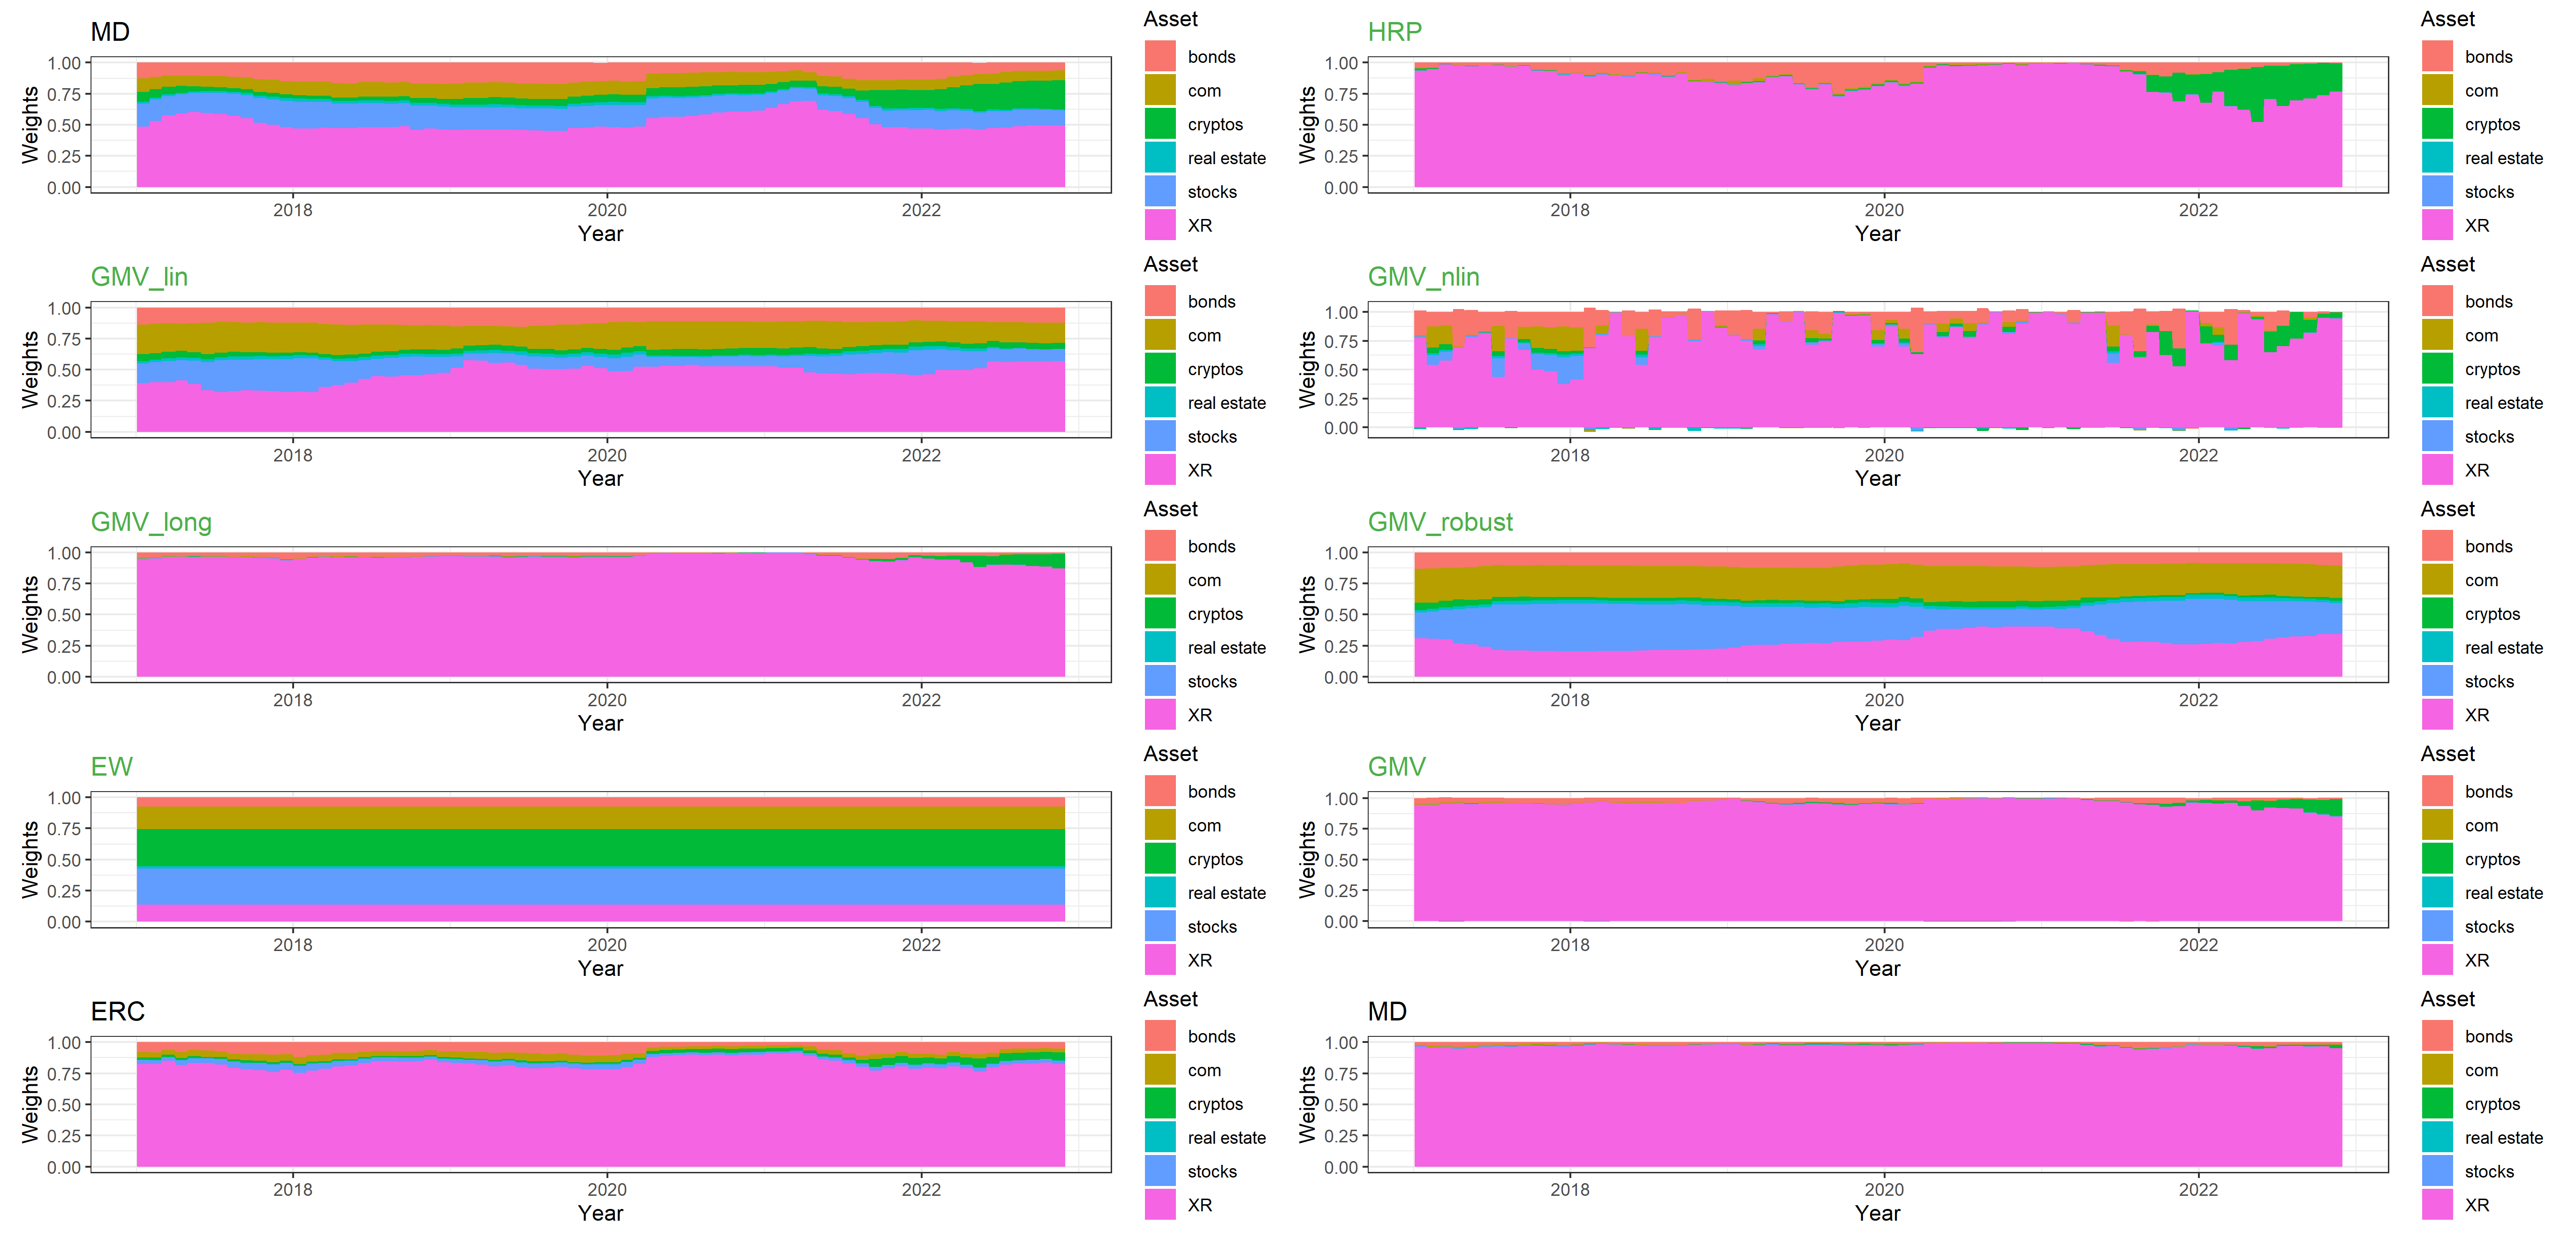 MD
Weights
1.00
0.75
0.50
0.25
0.00
2018
2020
2022
Year
Asset
bonds
com
cryptos
real estate
stocks
XR
HRP
Weights
1.00
0.75
0.50
0.25
0.00
2018
2020
2022
Year
Asset
bonds
com
cryptos
real estate
stocks
XR
GMV_lin
Weights
1.00
0.75
0.50
0.25
0.00
2018
2020
2022
Year
Asset
bonds
com
cryptos
real estate
stocks
XR
GMV_nlin
Weights
1.00
0.75
0.50
0.25
0.00
2018
2020
2022
Year
Asset
bonds
com
cryptos
real estate
stocks
XR
GMV_long
Weights
1.00
0.75
0.50
0.25
0.00
2018
2020
2022
Year
Asset
bonds
com
cryptos
real estate
stocks
XR
GMV_robust
Weights
1.00
0.75
0.50
0.25
0.00
2018
2020
2022
Year
Asset
bonds
com
cryptos
real estate
stocks
XR
EW
Weights
1.00
0.75
0.50
0.25
0.00
2018
2020
2022
Year
Asset
bonds
com
cryptos
real estate
stocks
XR
GMV
Weights
1.00
0.75
0.50
0.25
0.00
2018
2020
2022
Year
Asset
bonds
com
cryptos
real estate
stocks
XR
ERC
Weights
1.00
0.75
0.50
0.25
0.00
2018
2020
2022
Year
Asset
bonds
com
cryptos
real estate
stocks
XR
MD
Weights
1.00
0.75
0.50
0.25
0.00
2018
2020
2022
Year
Asset
bonds
com
cryptos
real estate
stocks
XR